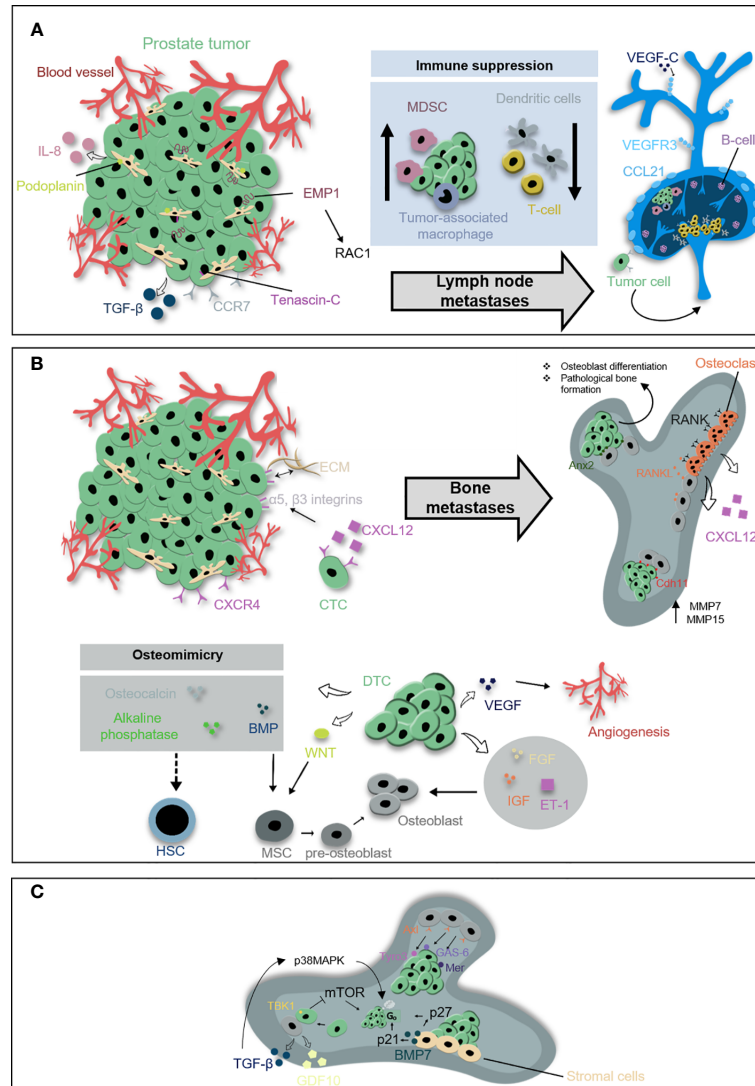 A
Prostate tumor
Blood vessel
IL-8
Podoplanin
EMP1
RAC1
Tenascin-C
CCR7
TGF-β
Immune suppression
MDSC
Dendritic cells
Tumor-associated
macrophage
T-cell
Lymph node
metastases
VEGF-C
VEGFR3
B-cell
CCL21
Tumor cell
B
ECM
α5, β3 integrins
CXCL12
CXCR4
CTC
Bone
metastases
Osteoblast differentiation
Pathological bone
formation
Osteoclas
RANK
Anx2
RANKL
CXCL12
Cdh11
MMP7
MMP15
Osteomimicry
Osteocalcin
Alkaline
phosphatase
BMP
DTC
WNT
VEGF
Angiogenesis
FGF
IGF
ET-1
HSC
MSC
pre-osteoblast
Osteoblast
C
p38MAPK
GAS-6
Mer
TBK1
mTOR
G₀
p27
p21
BMP7
TGF-β
GDF10
Stromal cells